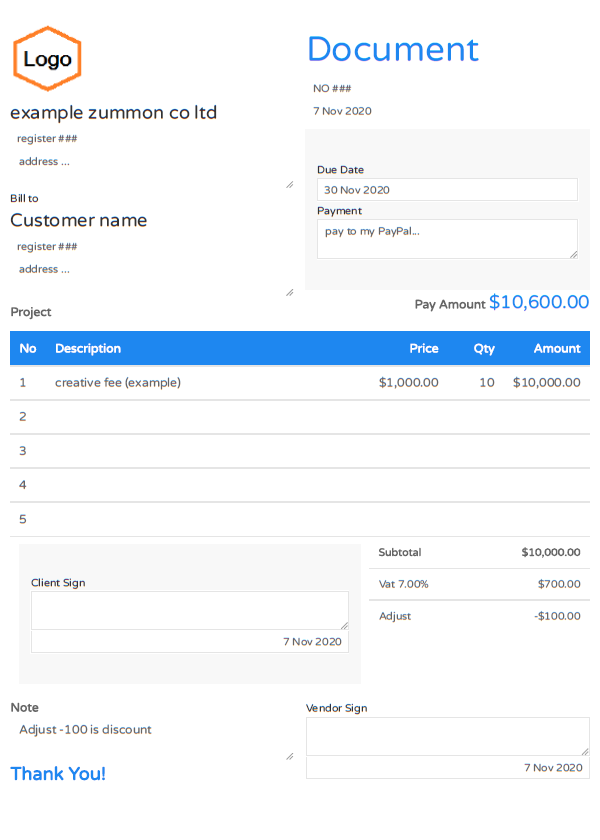 Logo
Document
NO ###
7 Nov 2020
example zummon co ltd
register ###
address ...
Due Date
30 Nov 2020
Payment
pay to my PayPal...
Bill to
Customer name
register ###
address ...
Pay Amount $10,600.00
Project
No Description Price Qty Amount
1 creative fee (example) $1,000.00 10 $10,000.00
2
3
4
5
Subtotal $10,000.00
Vat 7.00% $700.00
Adjust -$100.00
Client Sign
7 Nov 2020
Note
Adjust -100 is discount
Thank You!
Vendor Sign
7 Nov 2020